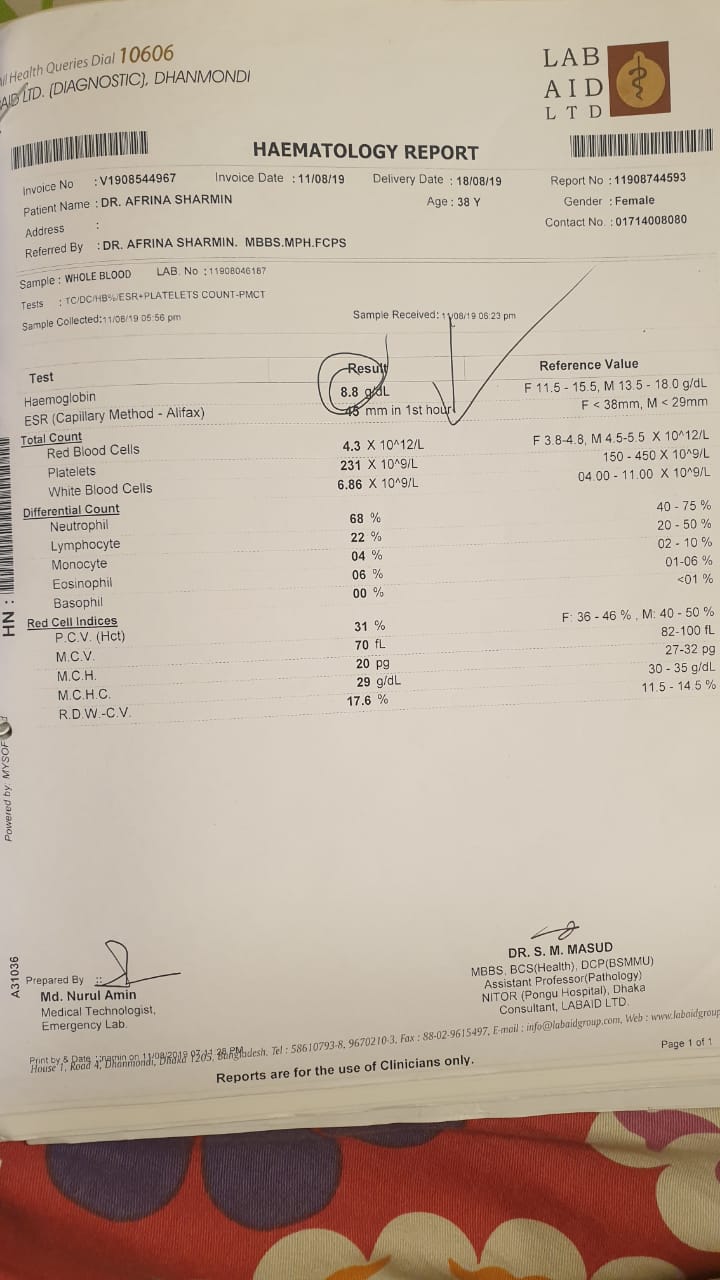 Health Queries Dial 10606
LTD. (DIAGNOSTIC), DHANMONDI
LAB
AID
LTD
HAEMATOLOGY REPORT
Invoice No : V1908544967 Invoice Date : 11/08/19 Delivery Date : 18/08/19 Report No : 11908744593
Patient Name : DR. AFRINA SHARMIN Age : 38 Y Gender : Female
Address : Contact No. : 01714008080
Referred By : DR. AFRINA SHARMIN. MBBS.MPH.FCPS
Sample : WHOLE BLOOD LAB. No : 11908046187
Tests : TC/DC/HB%/ESR+PLATELETS COUNT-PMCT
Sample Collected:11/08/19 05:56 pm Sample Received: 11/08/19 06:23 pm
Test Result Reference Value
Haemoglobin 8.8 g/dL F 11.5 - 15.5, M 13.5 - 18.0 g/dL
ESR (Capillary Method - Alifax) 45 mm in 1st hour F < 38mm, M < 29mm
Total Count
Red Blood Cells 4.3 X 10^12/L F 3.8-4.8, M 4.5-5.5 X 10^12/L
Platelets 231 X 10^9/L 150 - 450 X 10^9/L
White Blood Cells 6.86 X 10^9/L 04.00 - 11.00 X 10^9/L
Differential Count
Neutrophil 68 % 40 - 75 %
Lymphocyte 22 % 20 - 50 %
Monocyte 04 % 02 - 10 %
Eosinophil 06 % 01-06 %
Basophil 00 % <01 %
Red Cell Indices
P.C.V. (Hct) 31 % F: 36 - 46 % , M: 40 - 50 %
M.C.V. 70 fL 82-100 fL
M.C.H. 20 pg 27-32 pg
M.C.H.C. 29 g/dL 30 - 35 g/dL
R.D.W.-C.V. 17.6 % 11.5 - 14.5 %
HN :
Powered by: MYSOF
A31036
Prepared By ::
Md. Nurul Amin
Medical Technologist,
Emergency Lab.
DR. S. M. MASUD
MBBS, BCS(Health), DCP(BSMMU)
Assistant Professor(Pathology)
NITOR (Pongu Hospital), Dhaka
Consultant, LABAID LTD.
Print by & Date : namin on 11/08/2019
House 1, Road 4, Dhanmondi, Dhaka 1205, Bangladesh. Tel : 58610793-8, 9670210-3, Fax : 88-02-9615497, E-mail : info@labaidgroup.com, Web : www.labaidgroup
Reports are for the use of Clinicians only.
Page 1 of 1